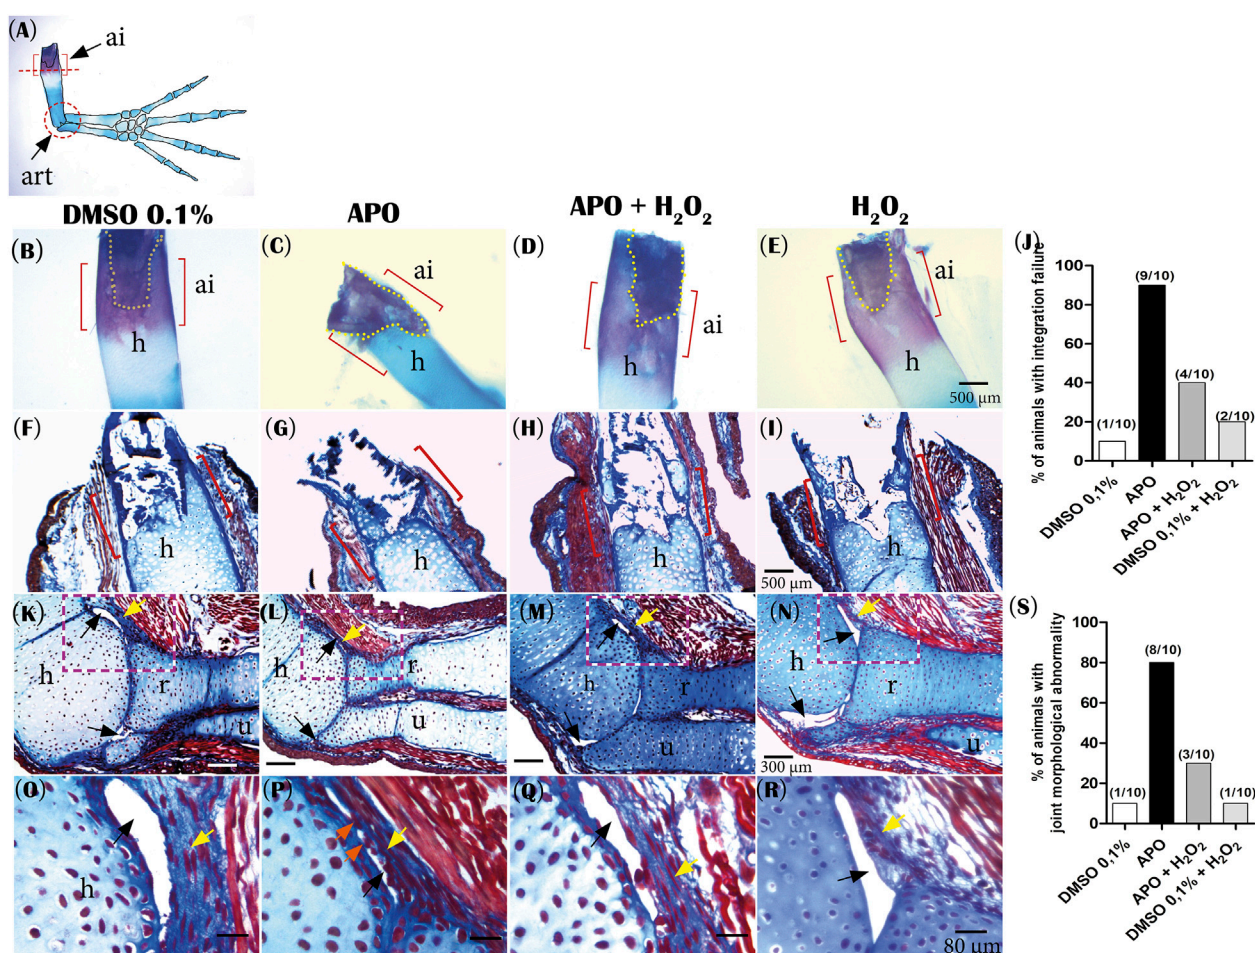 (A)
ai
art
DMSO 0.1%
APO
APO + H₂O₂
H₂O₂
(B)
ai
h
(C)
ai
h
(D)
ai
h
(E)
ai
h
500 µm
(J)
% of animals with integration failure
100
80
60
40
20
0
(1/10)
(9/10)
(4/10)
(2/10)
DMSO 0,1%
APO
APO + H₂O₂
DMSO 0,1% + H₂O₂
(F)
h
(G)
h
(H)
h
(I)
500 µm
h
(K)
h
r
u
(L)
h
r
u
(M)
h
r
u
(N)
h
r
u
300 µm
(S)
% of animals with
joint morphological abnormality
100
80
60
40
20
0
(1/10)
(8/10)
(3/10)
(1/10)
DMSO 0,1%
APO
APO + H₂O₂
DMSO 0,1% + H₂O₂
(O)
h
(P)
(Q)
(R)
80 µm